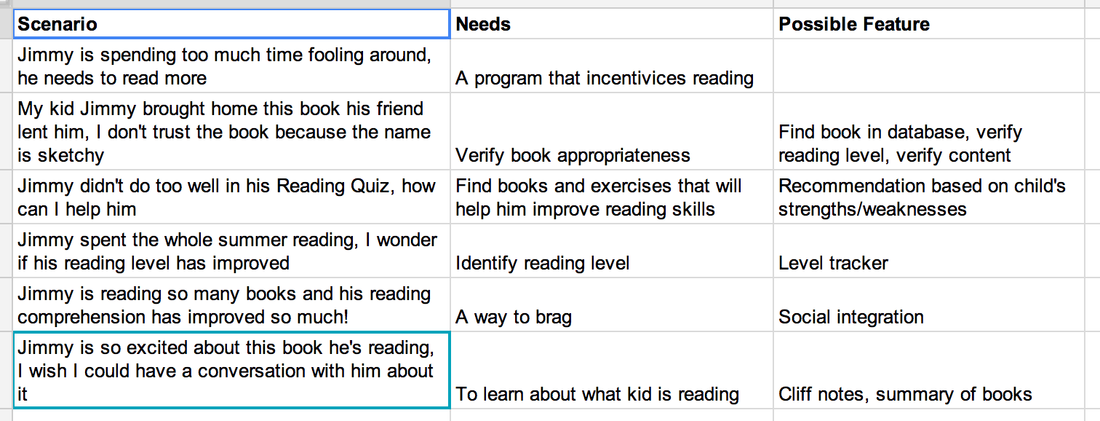 Scenario
Needs
Possible Feature
Jimmy is spending too much time fooling around,
he needs to read more
A program that incentivices reading
My kid Jimmy brought home this book his friend
lent him, I don't trust the book because the name
is sketchy
Verify book appropriateness
Find book in database, verify
reading level, verify content
Jimmy didn't do too well in his Reading Quiz, how
can I help him
Find books and exercises that will
help him improve reading skills
Recommendation based on child's
strengths/weaknesses
Jimmy spent the whole summer reading, I wonder
if his reading level has improved
Identify reading level
Level tracker
Jimmy is reading so many books and his reading
comprehension has improved so much!
A way to brag
Social integration
Jimmy is so excited about this book he's reading,
I wish I could have a conversation with him about
it
To learn about what kid is reading
Cliff notes, summary of books